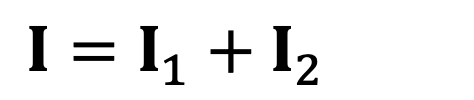 I = I₁ + I₂